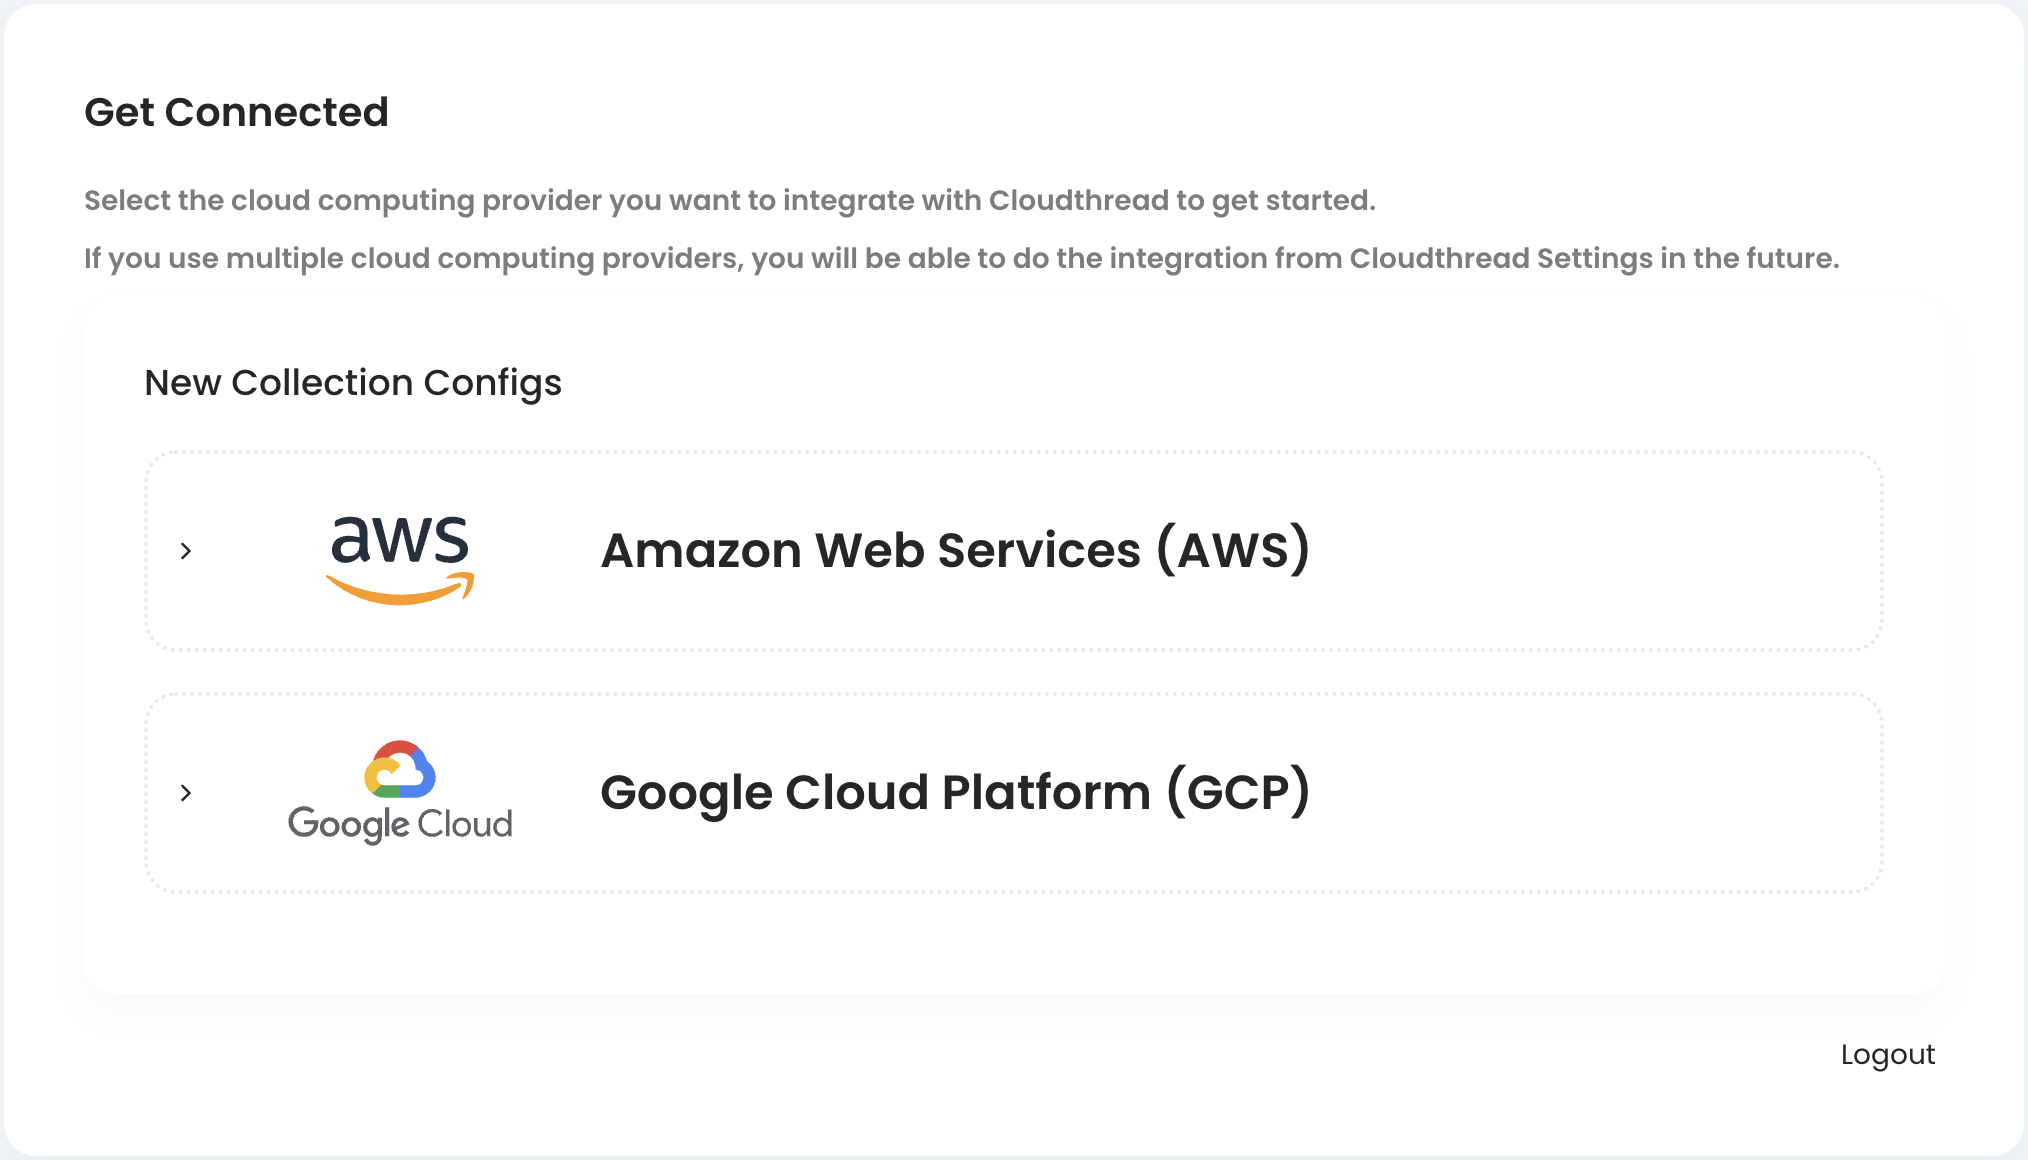 Get Connected
Select the cloud computing provider you want to integrate with Cloudthread to get started.
If you use multiple cloud computing providers, you will be able to do the integration from Cloudthread Settings in the future.
New Collection Configs
aws
Amazon Web Services (AWS)
Google Cloud
Google Cloud Platform (GCP)
Logout